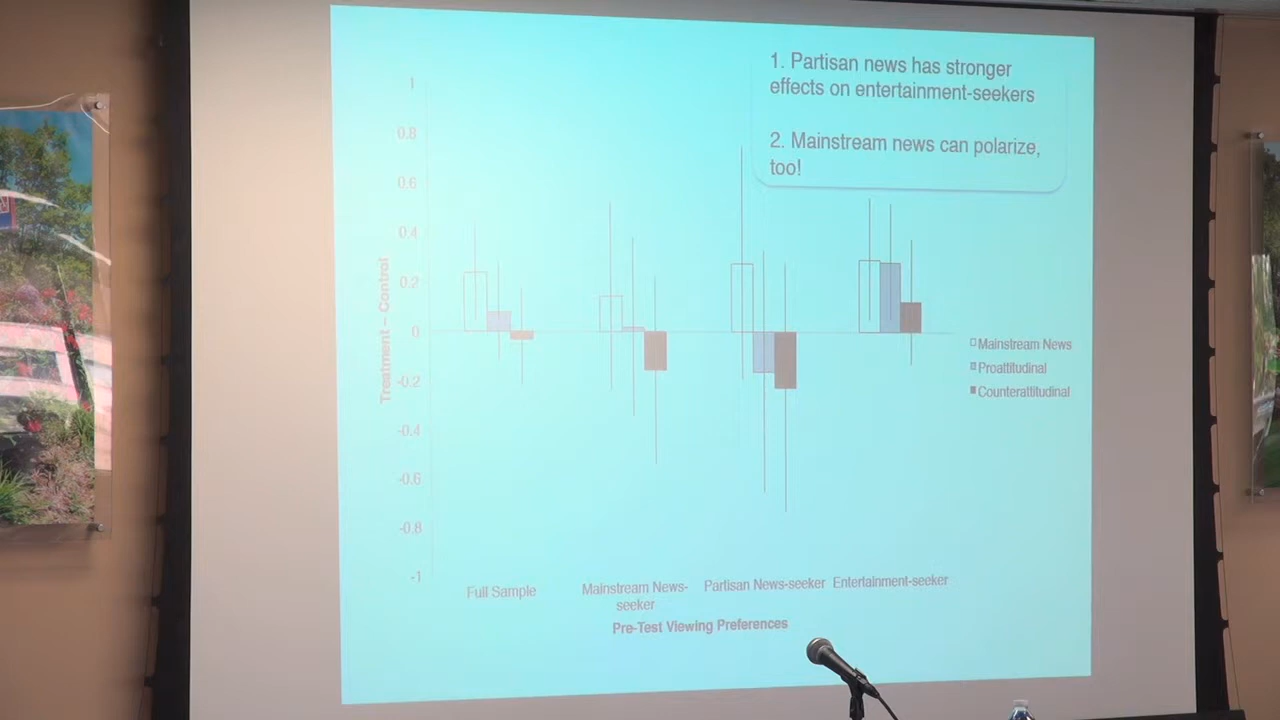 1. Partisan news has stronger
effects on entertainment-seekers
2. Mainstream news can polarize,
too!
1
0.8
0.6
0.4
0.2
0
-0.2
-0.4
-0.6
-0.8
-1
Treatment – Control
Mainstream News
Proattitudinal
Counterattitudinal
Full Sample
Mainstream News-
seeker
Partisan News-seeker
Entertainment-seeker
Pre-Test Viewing Preferences